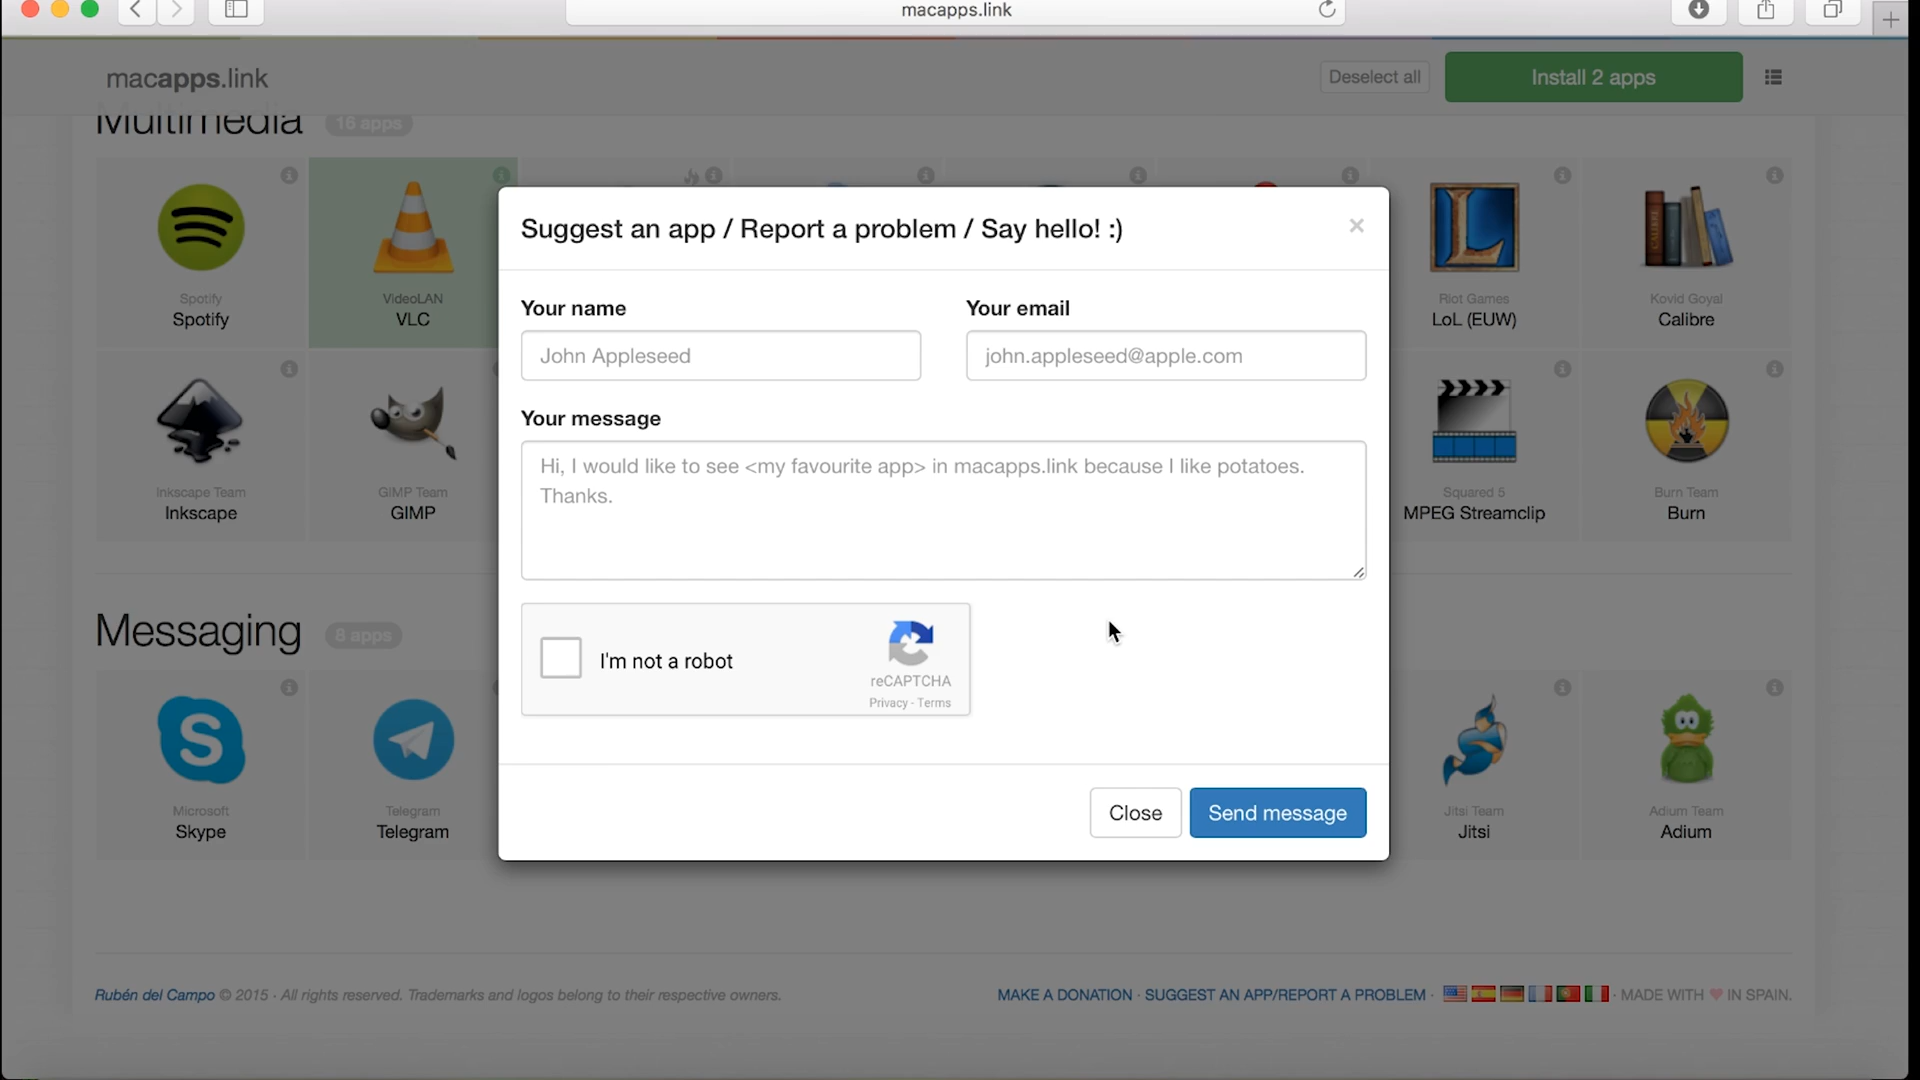 macapps.link
macapps.link
Deselect all
Install 2 apps
Multimedia
16 apps
Suggest an app / Report a problem / Say hello! :)
×
Your name
Your email
John Appleseed
john.appleseed@apple.com
Your message
Hi, I would like to see <my favourite app> in macapps.link because I like potatoes.
Thanks.
I'm not a robot
reCAPTCHA
Privacy - Terms
Close
Send message
Spotify
Spotify
VideoLAN
VLC
Riot Games
LoL (EUW)
Kovid Goyal
Calibre
Inkscape Team
Inkscape
GIMP Team
GIMP
Squared 5
MPEG Streamclip
Burn Team
Burn
Messaging
8 apps
Microsoft
Skype
Telegram
Telegram
Jitsi Team
Jitsi
Adium Team
Adium
Rubén del Campo © 2015 · All rights reserved. Trademarks and logos belong to their respective owners.
MAKE A DONATION · SUGGEST AN APP/REPORT A PROBLEM · · MADE WITH ♥ IN SPAIN.